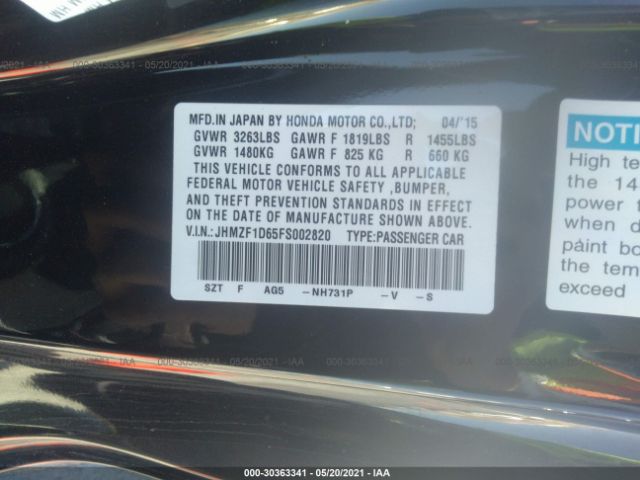 MFD.IN JAPAN BY HONDA MOTOR CO.,LTD; 04/'15
GVWR 3263LBS GAWR F 1819LBS R 1455LBS
GVWR 1480KG GAWR F 825 KG R 660 KG
THIS VEHICLE CONFORMS TO ALL APPLICABLE
FEDERAL MOTOR VEHICLE SAFETY ,BUMPER,
AND THEFT PREVENTION STANDARDS IN EFFECT
ON THE DATE OF MANUFACTURE SHOWN ABOVE.
V.I.N.:JHMZF1D65FS002820 TYPE:PASSENGER CAR
SZT F AG5 -NH731P -V -S
NOTI
High te
the 14
power f
when d
paint bo
the tem
exceed
000-30363341 - 05/20/2021 - IAA